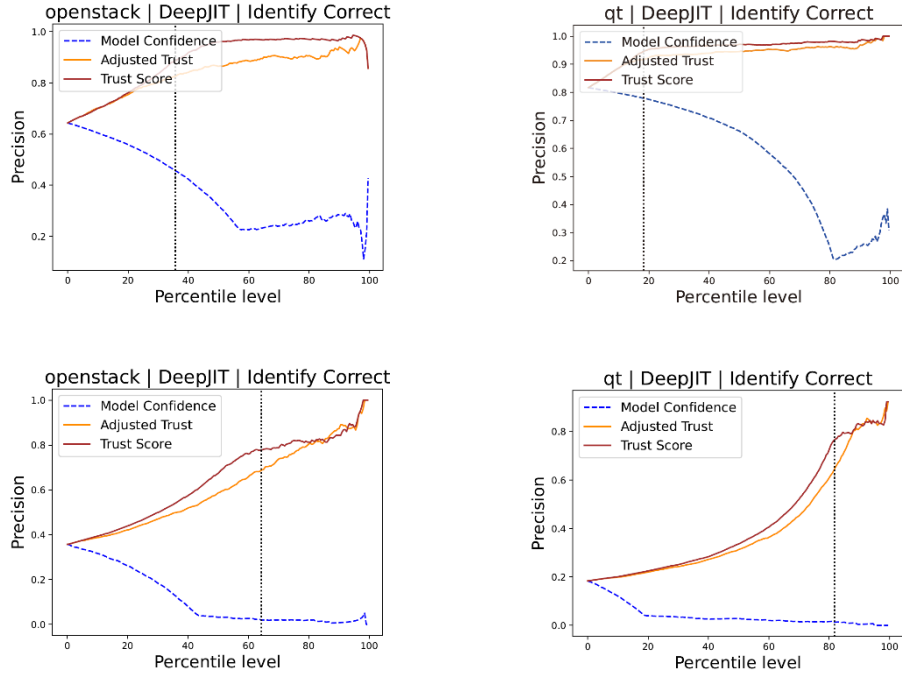 openstack | DeepJIT | Identify Correct
Model Confidence
Adjusted Trust
Trust Score
Precision
1.0
0.8
0.6
0.4
0.2
0
20
40
60
80
100
Percentile level
qt | DeepJIT | Identify Correct
Model Confidence
Adjusted Trust
Trust Score
Precision
1.0
0.9
0.8
0.7
0.6
0.5
0.4
0.3
0.2
0
20
40
60
80
100
Percentile level
openstack | DeepJIT | Identify Correct
Model Confidence
Adjusted Trust
Trust Score
Precision
1.0
0.8
0.6
0.4
0.2
0.0
0
20
40
60
80
100
Percentile level
qt | DeepJIT | Identify Correct
Model Confidence
Adjusted Trust
Trust Score
Precision
0.8
0.6
0.4
0.2
0.0
0
20
40
60
80
100
Percentile level